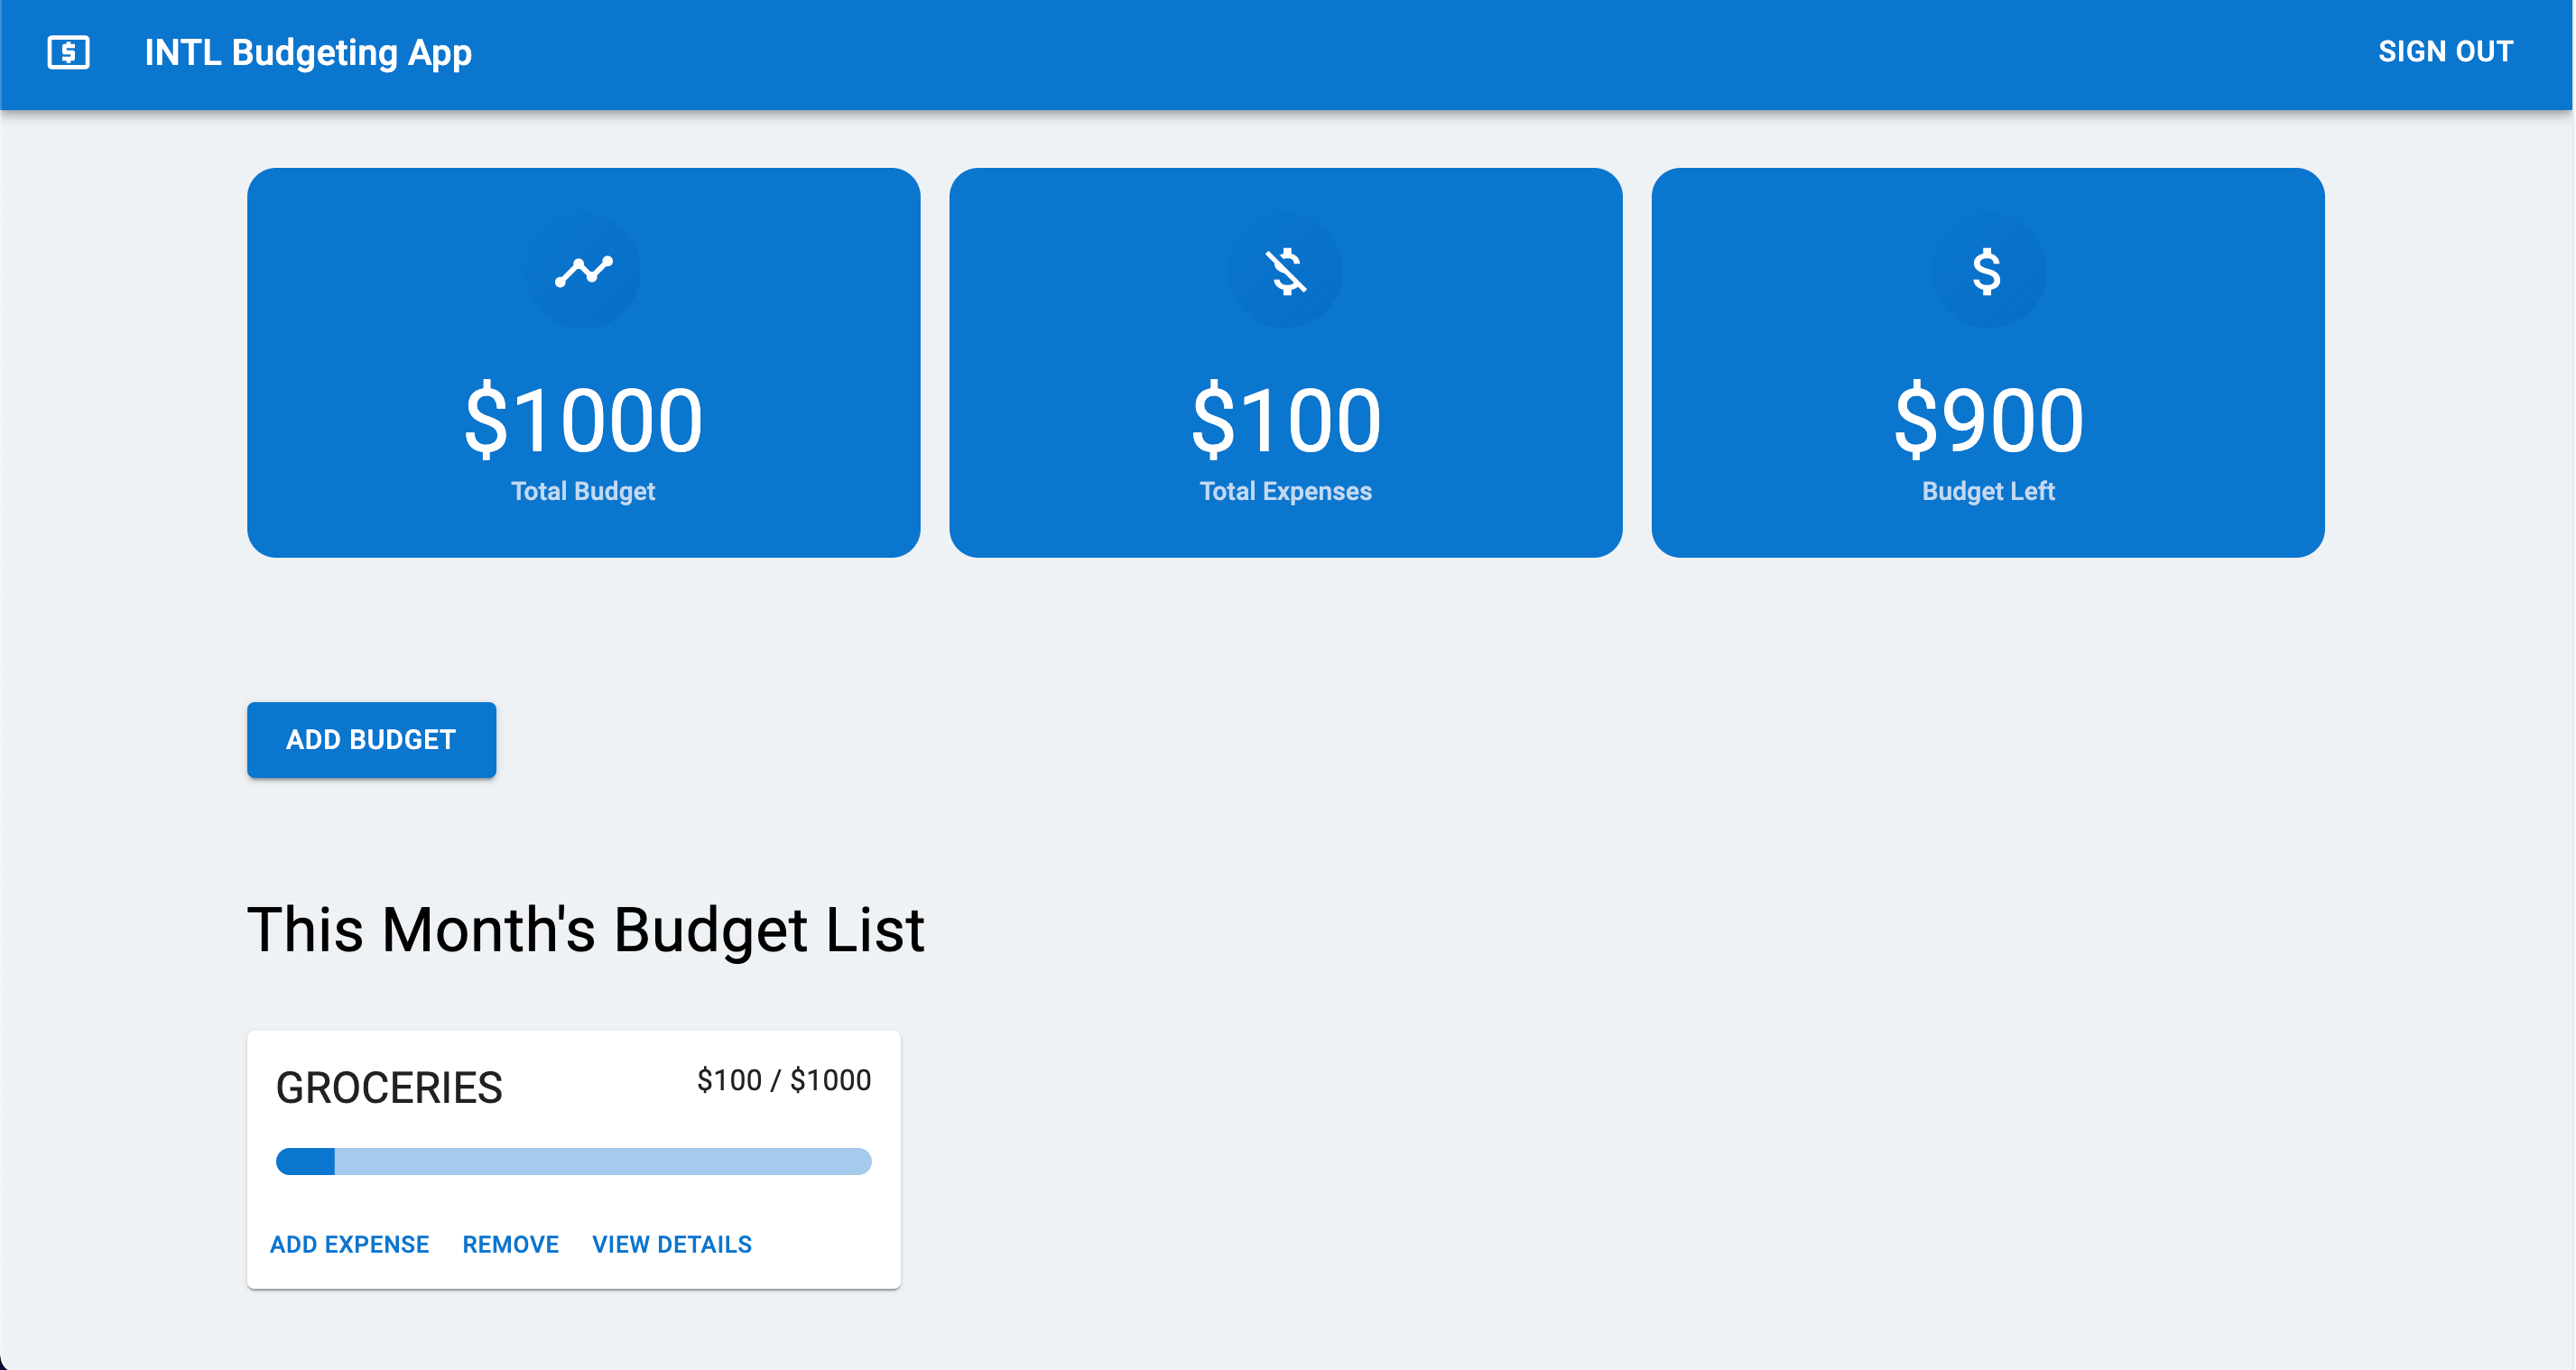 INTL Budgeting App
SIGN OUT
$1000
Total Budget
$100
Total Expenses
$900
Budget Left
ADD BUDGET
This Month's Budget List
GROCERIES
$100 / $1000
ADD EXPENSE
REMOVE
VIEW DETAILS